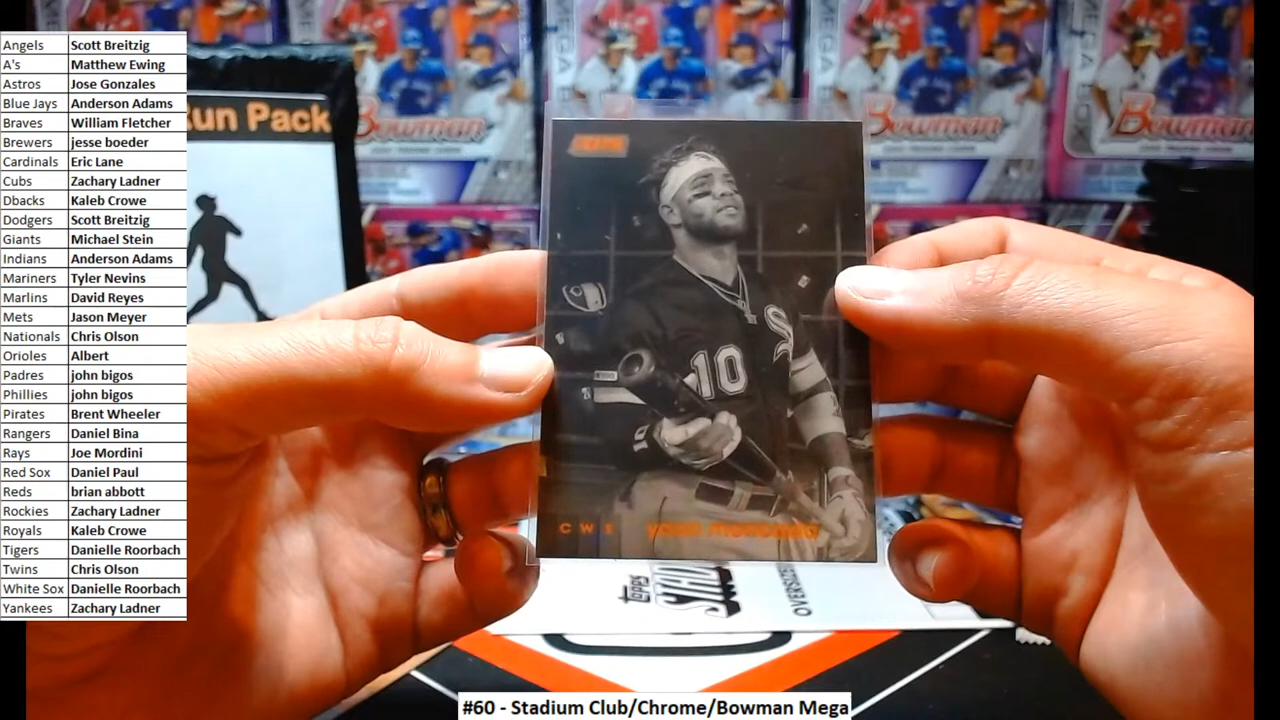 Angels Scott Breitzig
A's Matthew Ewing
Astros Jose Gonzales
Blue Jays Anderson Adams
Braves William Fletcher
Brewers jesse boeder
Cardinals Eric Lane
Cubs Zachary Ladner
Dbacks Kaleb Crowe
Dodgers Scott Breitzig
Giants Michael Stein
Indians Anderson Adams
Mariners Tyler Nevins
Marlins David Reyes
Mets Jason Meyer
Nationals Chris Olson
Orioles Albert
Padres john bigos
Phillies john bigos
Pirates Brent Wheeler
Rangers Daniel Bina
Rays Joe Mordini
Red Sox Daniel Paul
Reds brian abbott
Rockies Zachary Ladner
Royals Kaleb Crowe
Tigers Danielle Roorbach
Twins Chris Olson
White Sox Danielle Roorbach
Yankees Zachary Ladner
Run Pack
Bowman
Bowman
Bowman
10
CWS yoan moncada
Topps
OVERSIZE
#60 - Stadium Club/Chrome/Bowman Mega